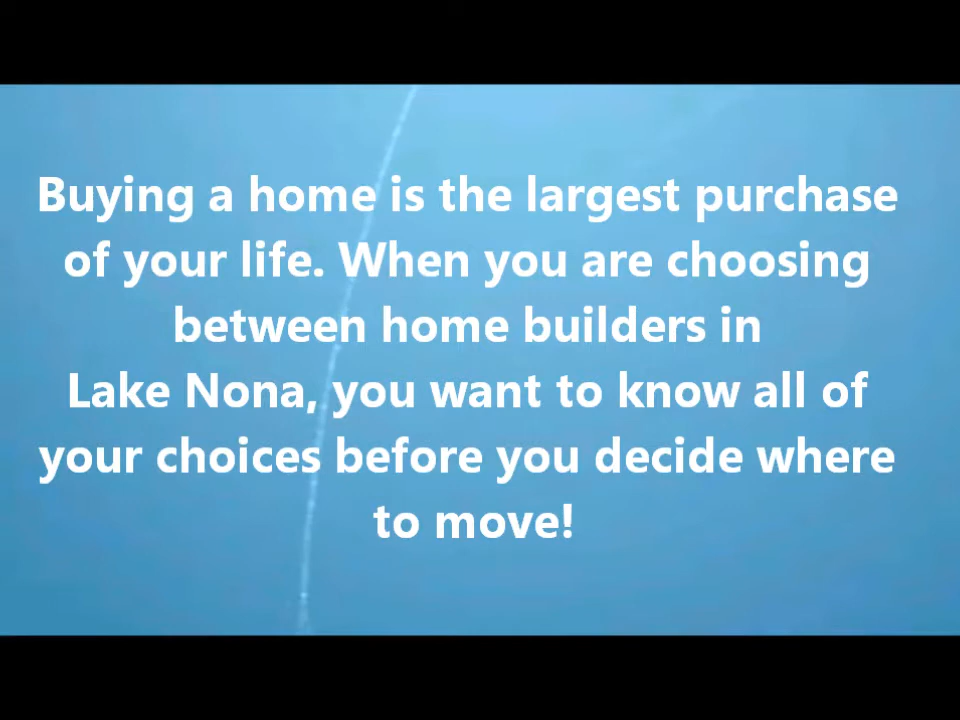 Buying a home is the largest purchase
of your life. When you are choosing
between home builders in
Lake Nona, you want to know all of
your choices before you decide where
to move!